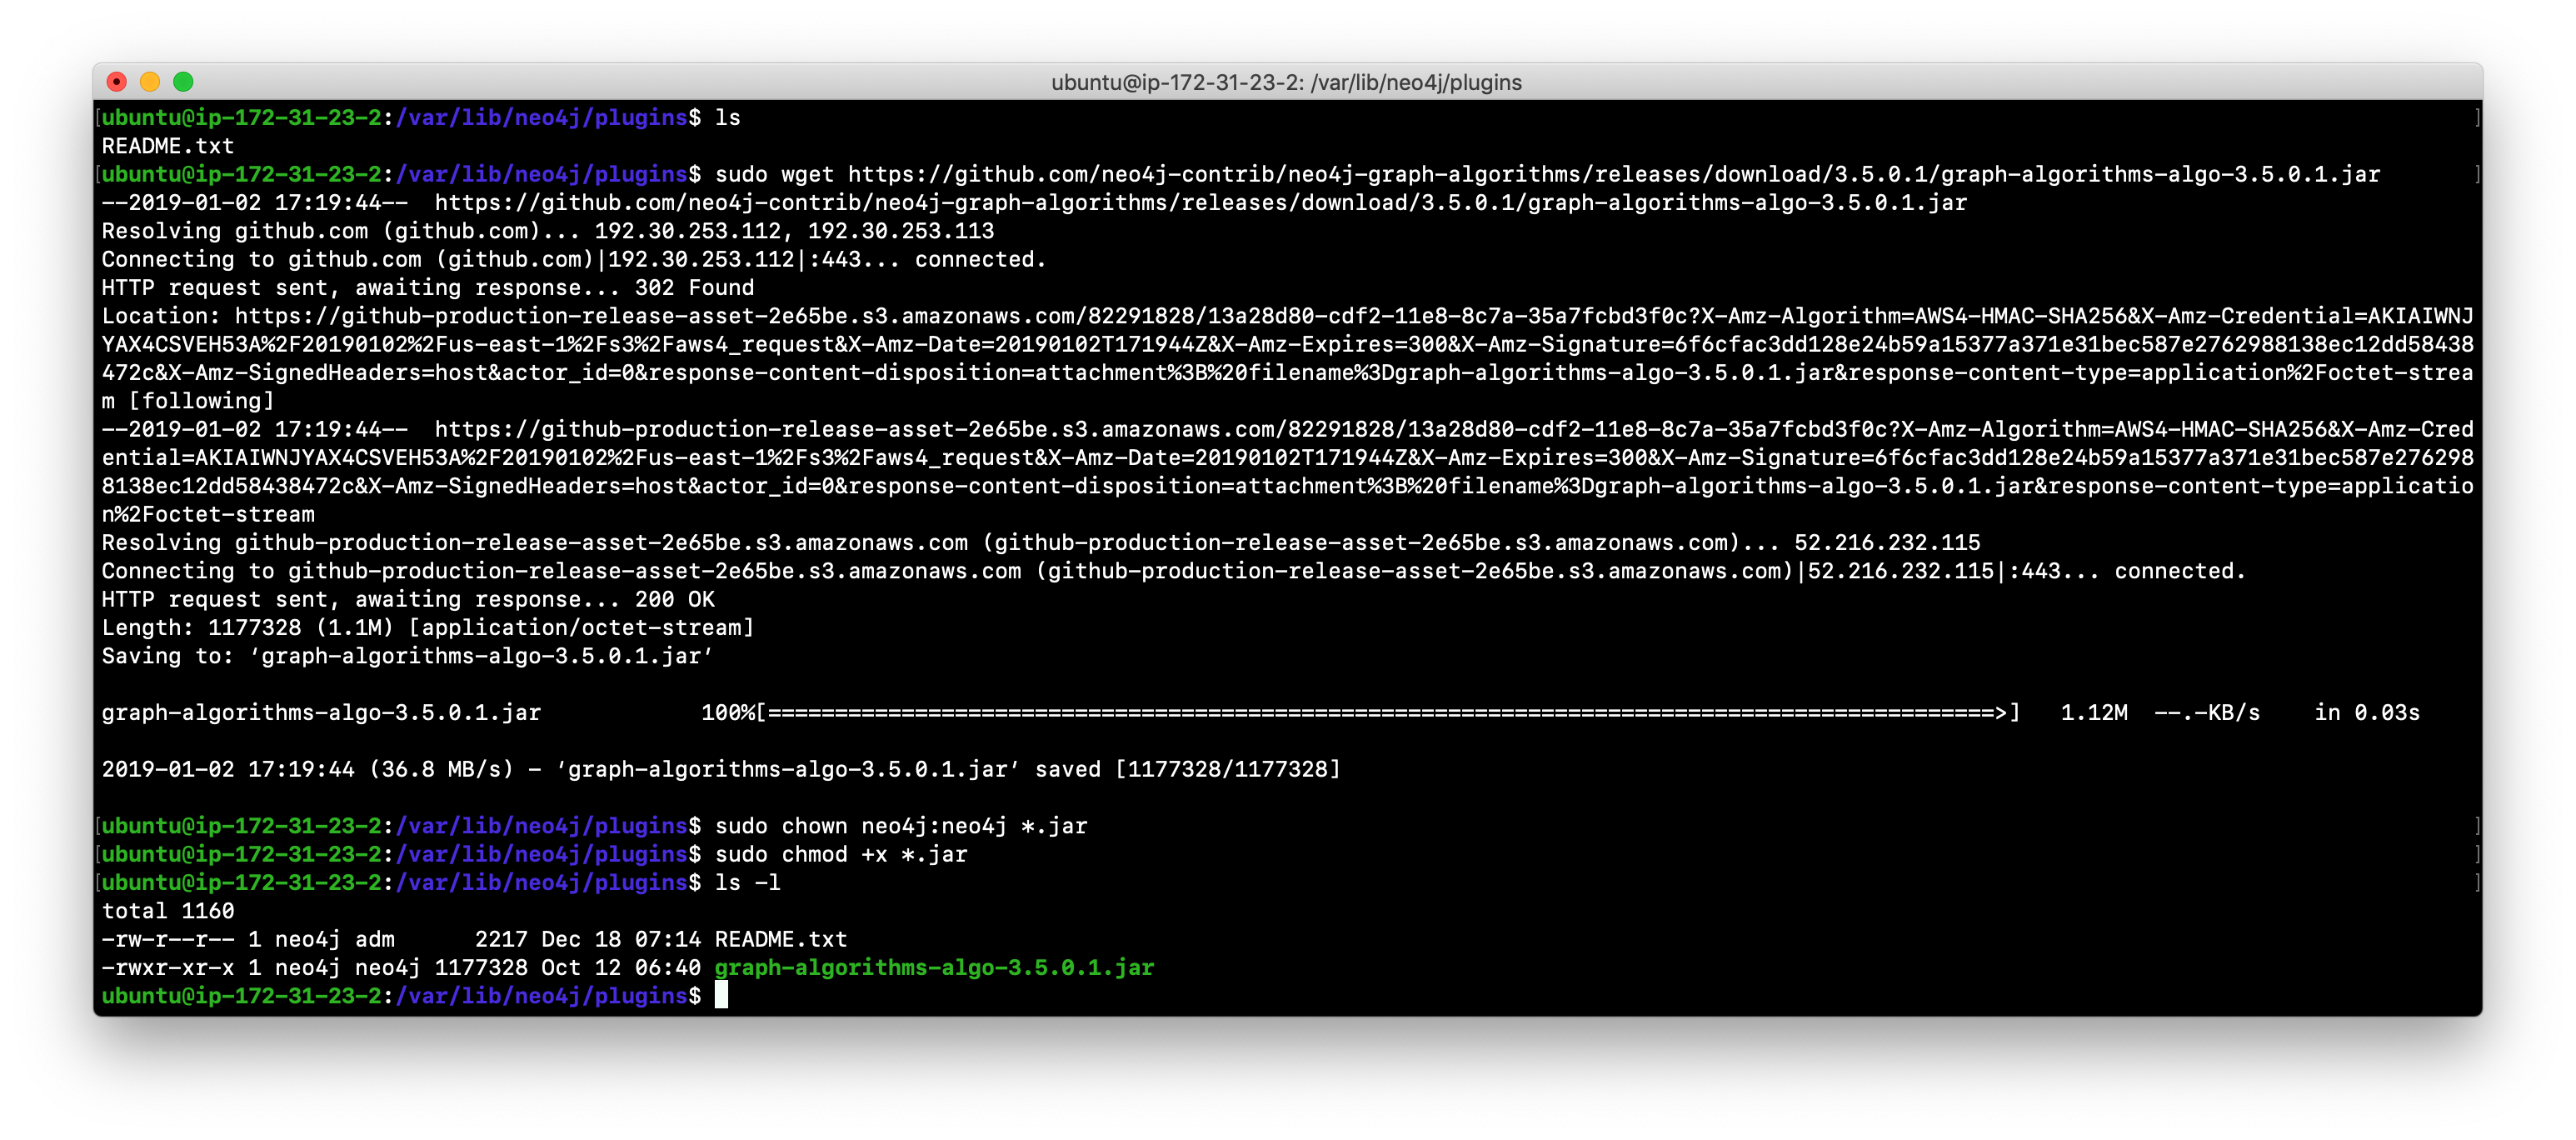 ubuntu@ip-172-31-23-2: /var/lib/neo4j/plugins
[ubuntu@ip-172-31-23-2:/var/lib/neo4j/plugins$ ls ]
README.txt
[ubuntu@ip-172-31-23-2:/var/lib/neo4j/plugins$ sudo wget https://github.com/neo4j-contrib/neo4j-graph-algorithms/releases/download/3.5.0.1/graph-algorithms-algo-3.5.0.1.jar ]
--2019-01-02 17:19:44--  https://github.com/neo4j-contrib/neo4j-graph-algorithms/releases/download/3.5.0.1/graph-algorithms-algo-3.5.0.1.jar
Resolving github.com (github.com)... 192.30.253.112, 192.30.253.113
Connecting to github.com (github.com)|192.30.253.112|:443... connected.
HTTP request sent, awaiting response... 302 Found
Location: https://github-production-release-asset-2e65be.s3.amazonaws.com/82291828/13a28d80-cdf2-11e8-8c7a-35a7fcbd3f0c?X-Amz-Algorithm=AWS4-HMAC-SHA256&X-Amz-Credential=AKIAIWNJ
YAX4CSVEH53A%2F20190102%2Fus-east-1%2Fs3%2Faws4_request&X-Amz-Date=20190102T171944Z&X-Amz-Expires=300&X-Amz-Signature=6f6cfac3dd128e24b59a15377a371e31bec587e2762988138ec12dd58438
472c&X-Amz-SignedHeaders=host&actor_id=0&response-content-disposition=attachment%3B%20filename%3Dgraph-algorithms-algo-3.5.0.1.jar&response-content-type=application%2Foctet-strea
m [following]
--2019-01-02 17:19:44--  https://github-production-release-asset-2e65be.s3.amazonaws.com/82291828/13a28d80-cdf2-11e8-8c7a-35a7fcbd3f0c?X-Amz-Algorithm=AWS4-HMAC-SHA256&X-Amz-Cred
ential=AKIAIWNJYAX4CSVEH53A%2F20190102%2Fus-east-1%2Fs3%2Faws4_request&X-Amz-Date=20190102T171944Z&X-Amz-Expires=300&X-Amz-Signature=6f6cfac3dd128e24b59a15377a371e31bec587e276298
8138ec12dd58438472c&X-Amz-SignedHeaders=host&actor_id=0&response-content-disposition=attachment%3B%20filename%3Dgraph-algorithms-algo-3.5.0.1.jar&response-content-type=applicatio
n%2Foctet-stream
Resolving github-production-release-asset-2e65be.s3.amazonaws.com (github-production-release-asset-2e65be.s3.amazonaws.com)... 52.216.232.115
Connecting to github-production-release-asset-2e65be.s3.amazonaws.com (github-production-release-asset-2e65be.s3.amazonaws.com)|52.216.232.115|:443... connected.
HTTP request sent, awaiting response... 200 OK
Length: 1177328 (1.1M) [application/octet-stream]
Saving to: ‘graph-algorithms-algo-3.5.0.1.jar’
graph-algorithms-algo-3.5.0.1.jar            100%[============================================================================================>]   1.12M  --.-KB/s    in 0.03s
2019-01-02 17:19:44 (36.8 MB/s) - ‘graph-algorithms-algo-3.5.0.1.jar’ saved [1177328/1177328]
[ubuntu@ip-172-31-23-2:/var/lib/neo4j/plugins$ sudo chown neo4j:neo4j *.jar ]
[ubuntu@ip-172-31-23-2:/var/lib/neo4j/plugins$ sudo chmod +x *.jar ]
[ubuntu@ip-172-31-23-2:/var/lib/neo4j/plugins$ ls -l ]
total 1160
-rw-r--r-- 1 neo4j adm      2217 Dec 18 07:14 README.txt
-rwxr-xr-x 1 neo4j neo4j 1177328 Oct 12 06:40 graph-algorithms-algo-3.5.0.1.jar
ubuntu@ip-172-31-23-2:/var/lib/neo4j/plugins$